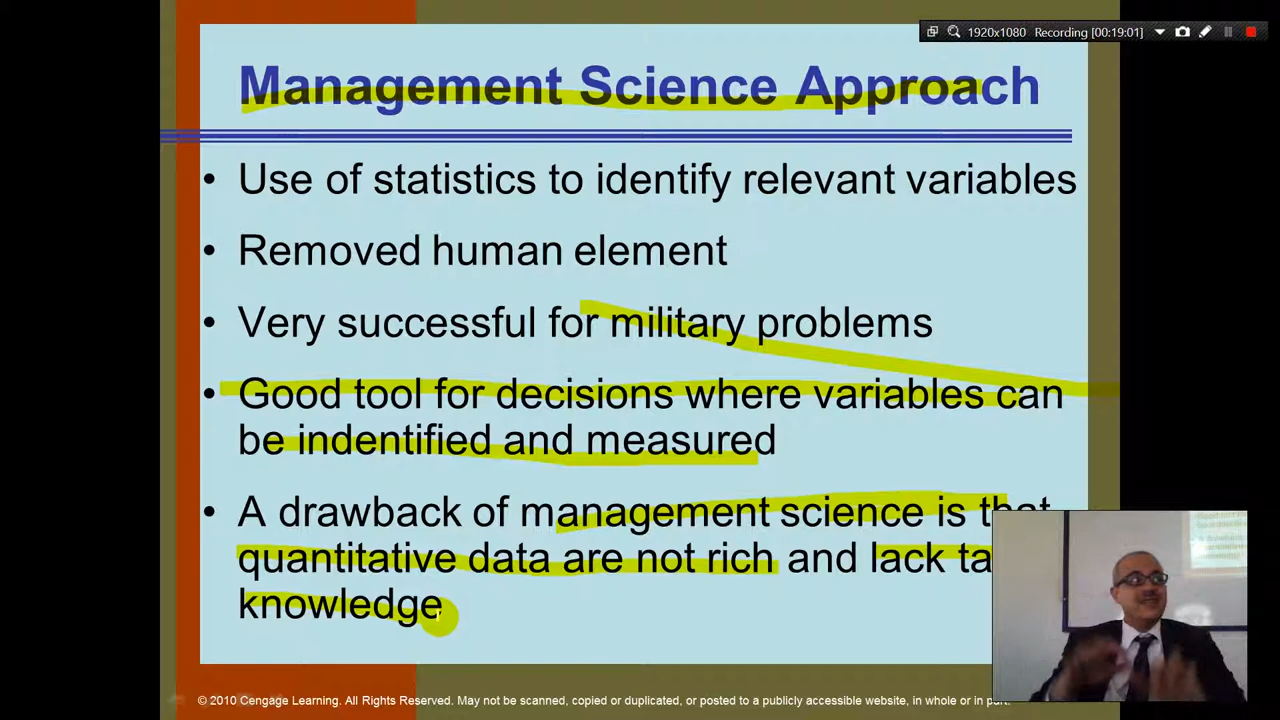 1920x1080 Recording [00:19:01]
Management Science Approach
• Use of statistics to identify relevant variables
• Removed human element
• Very successful for military problems
• Good tool for decisions where variables can
be indentified and measured
• A drawback of management science is that
quantitative data are not rich and lack
knowledge
© 2010 Cengage Learning. All Rights Reserved. May not be scanned, copied or duplicated, or posted to a publicly accessible website, in whole or in part.